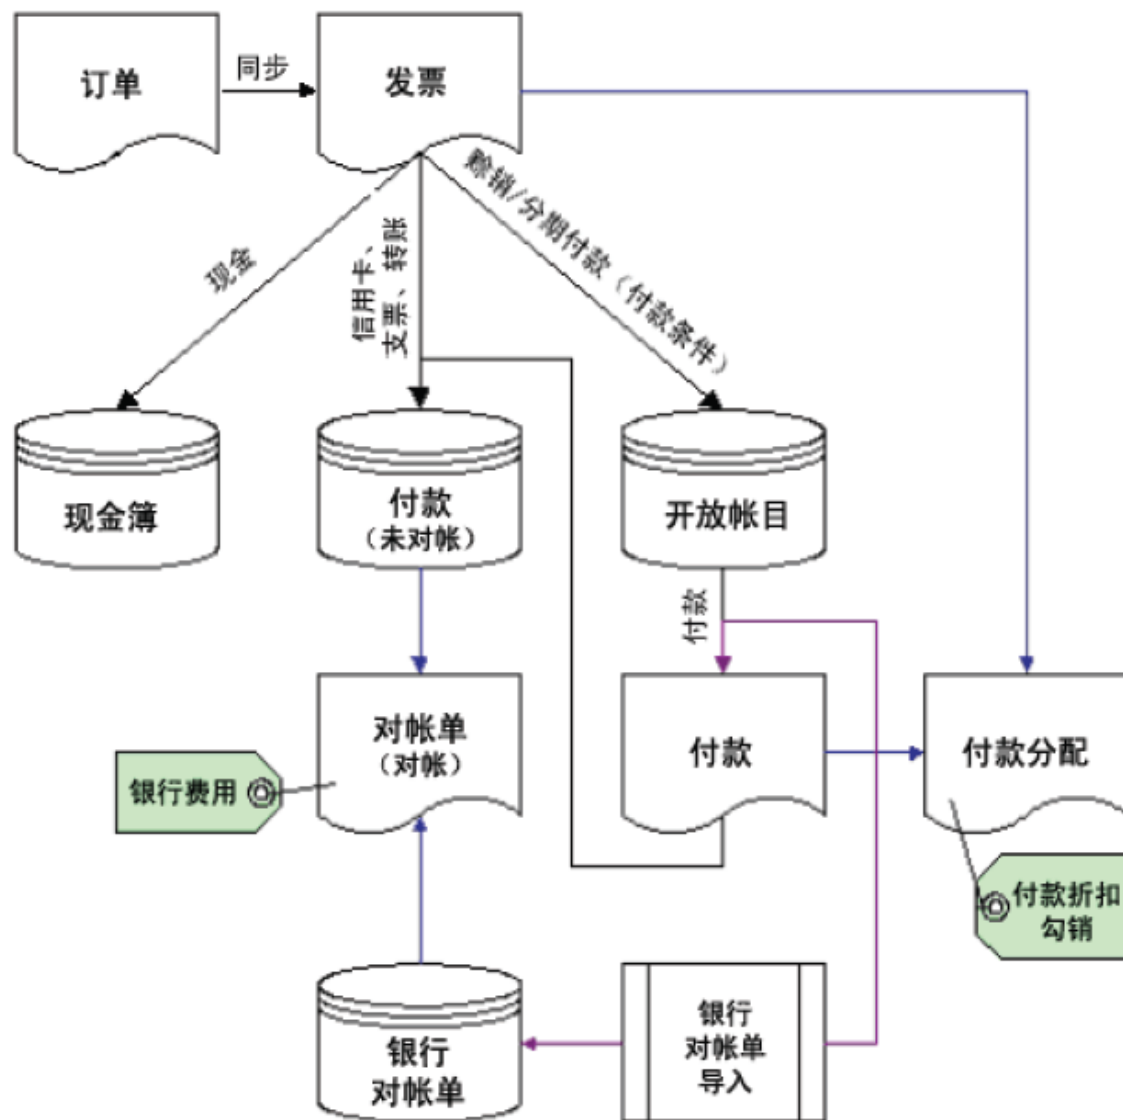 订单
同步
发票
现金
信用卡、
支票、转账
赊销/分期付款（付款条件）
现金簿
付款
（未对帐）
开放帐目
付款
对帐单
（对帐）
银行费用
付款
付款分配
付款折扣
勾销
银行
对帐单
银行
对帐单
导入